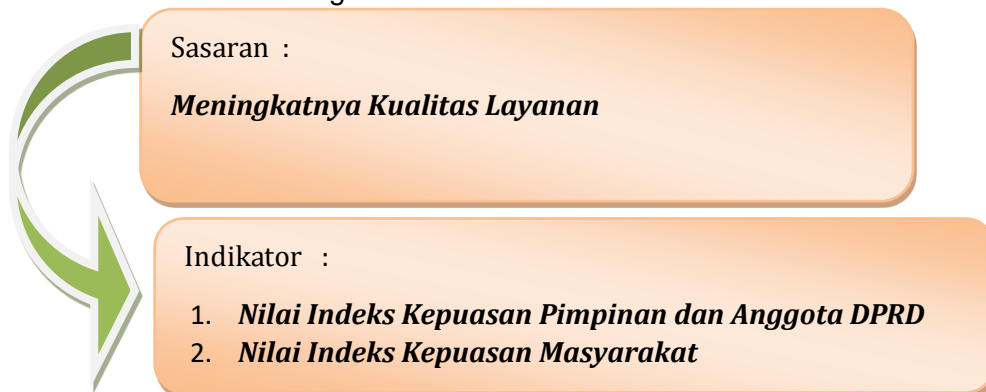 Sasaran :
Meningkatnya Kualitas Layanan
Indikator :
1. Nilai Indeks Kepuasan Pimpinan dan Anggota DPRD
2. Nilai Indeks Kepuasan Masyarakat